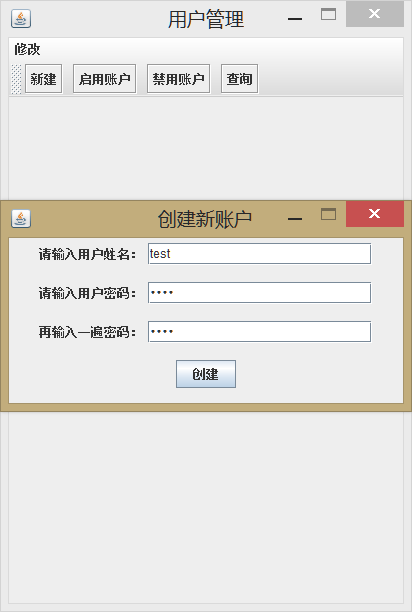 用户管理
修改
新建 启用账户 禁用账户 查询
创建新账户
请输入用户姓名： test
请输入用户密码： ••••
再输入一遍密码： ••••
创建